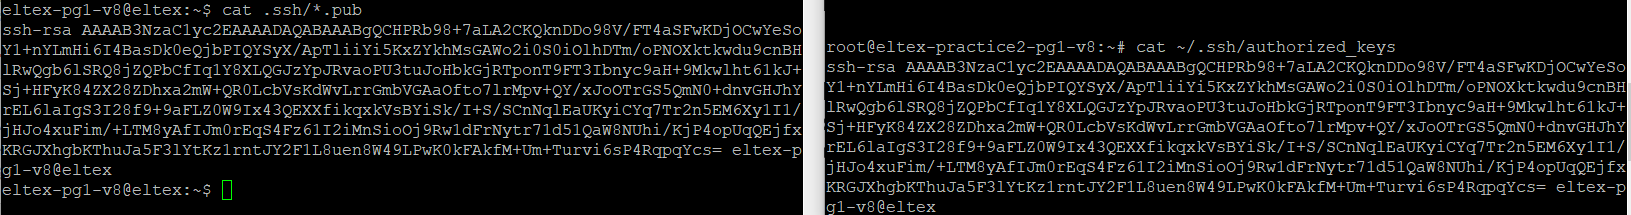 eltex-pg1-v8@eltex:~$ cat .ssh/*.pub
ssh-rsa AAAAB3NzaC1yc2EAAAADAQABAAABgQCHPRb98+7aLA2CKQknDDo98V/FT4aSFwKDjOCwYeSo
Y1+nYLmHi6I4BasDk0eQjbPIQYSyX/ApTliiYi5KxZYkhMsGAWo2i0S0iOlhDTm/oPNOXktkwdu9cnBH
lRwQgb6lSRQ8jZQPbCfIq1Y8XLQGJzYpJRvaoPU3tuJoHbkGjRTponT9FT3Ibnyc9aH+9Mkwlht61kJ+
Sj+HFyK84ZX28ZDhxa2mW+QR0LcbVsKdWvLrrGmbVGAaOfto7lrMpv+QY/xJoOTrGS5QmN0+dnvGHJhY
rEL6laIgS3I28f9+9aFLZ0W9Ix43QEXXfikqxkVsBYiSk/I+S/SCnNqlEaUKyiCYq7Tr2n5EM6Xy1I1/
jHJo4xuFim/+LTM8yAfIJm0rEqS4Fz61I2iMnSioOj9Rw1dFrNytr71d51QaW8NUhi/KjP4opUqQEjfx
KRGJXhgbKThuJa5F3lYtKz1rntJY2F1L8uen8W49LPwK0kFAkfM+Um+Turvi6sP4RqpqYcs= eltex-p
g1-v8@eltex
eltex-pg1-v8@eltex:~$
root@eltex-practice2-pg1-v8:~# cat ~/.ssh/authorized_keys
ssh-rsa AAAAB3NzaC1yc2EAAAADAQABAAABgQCHPRb98+7aLA2CKQknDDo98V/FT4aSFwKDjOCwYeSo
Y1+nYLmHi6I4BasDk0eQjbPIQYSyX/ApTliiYi5KxZYkhMsGAWo2i0S0iOlhDTm/oPNOXktkwdu9cnBH
lRwQgb6lSRQ8jZQPbCfIq1Y8XLQGJzYpJRvaoPU3tuJoHbkGjRTponT9FT3Ibnyc9aH+9Mkwlht61kJ+
Sj+HFyK84ZX28ZDhxa2mW+QR0LcbVsKdWvLrrGmbVGAaOfto7lrMpv+QY/xJoOTrGS5QmN0+dnvGHJhY
rEL6laIgS3I28f9+9aFLZ0W9Ix43QEXXfikqxkVsBYiSk/I+S/SCnNqlEaUKyiCYq7Tr2n5EM6Xy1I1/
jHJo4xuFim/+LTM8yAfIJm0rEqS4Fz61I2iMnSioOj9Rw1dFrNytr71d51QaW8NUhi/KjP4opUqQEjfx
KRGJXhgbKThuJa5F3lYtKz1rntJY2F1L8uen8W49LPwK0kFAkfM+Um+Turvi6sP4RqpqYcs= eltex-p
g1-v8@eltex